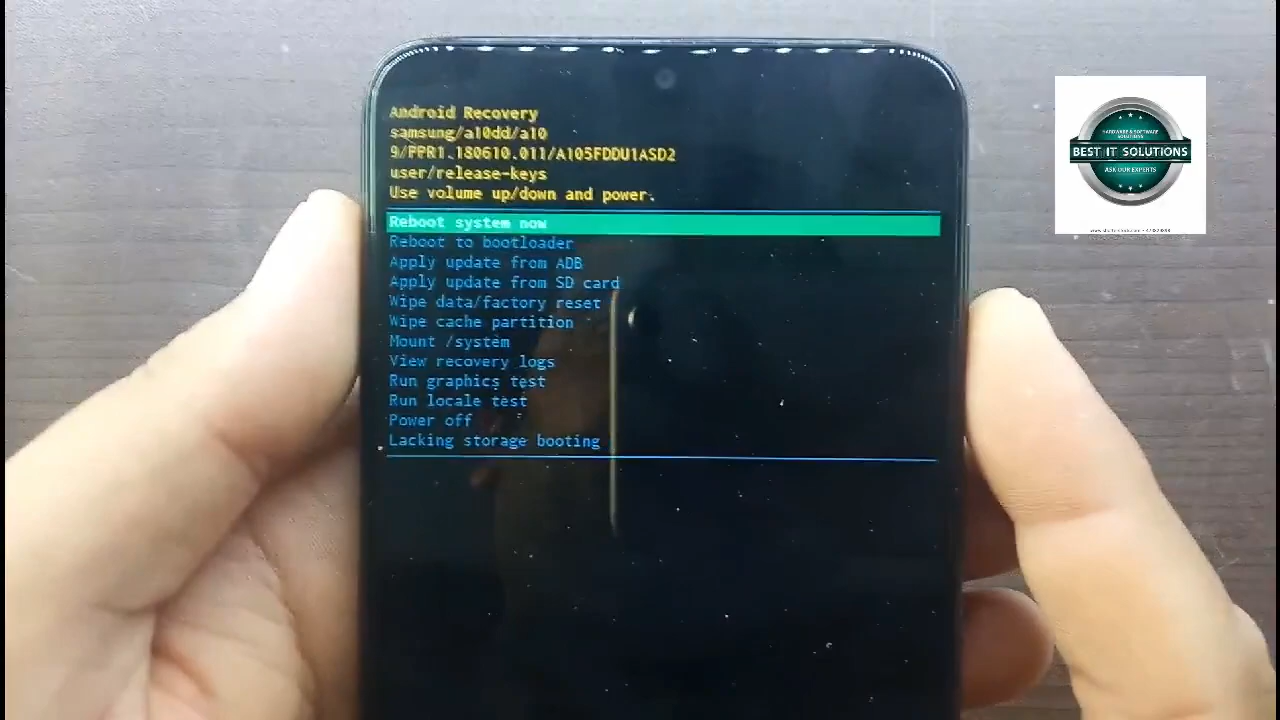 Android Recovery
samsung/a10dd/a10
9/PPR1.180610.011/A105FDDU1ASD2
user/release-keys
Use volume up/down and power.
Reboot system now
Reboot to bootloader
Apply update from ADB
Apply update from SD card
Wipe data/factory reset
Wipe cache partition
Mount /system
View recovery logs
Run graphics test
Run locale test
Power off
Lacking storage booting
HARDWARE & SOFTWARE
SOLUTIONS
BEST IT SOLUTIONS
ASK OUR EXPERTS